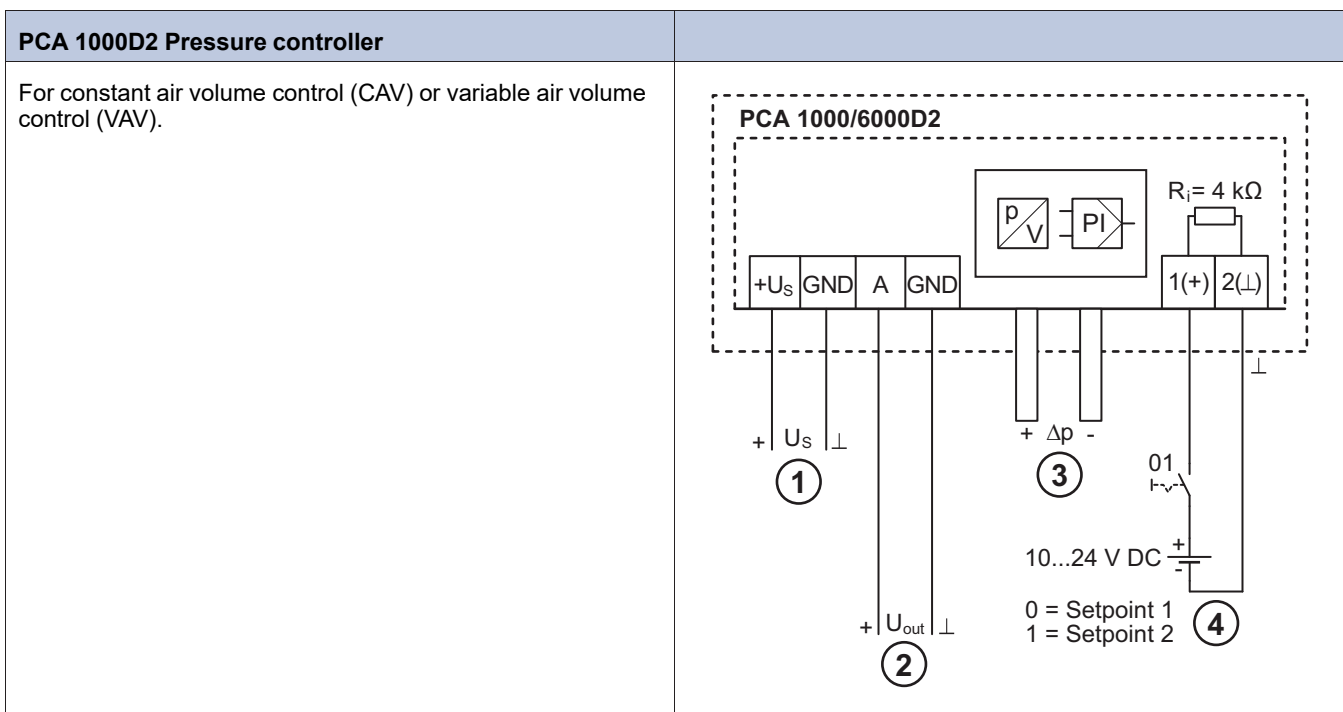 PCA 1000D2 Pressure controller
For constant air volume control (CAV) or variable air volume
control (VAV).
PCA 1000/6000D2
Rᵢ= 4 kΩ
p
V
PI
+Uₛ GND A GND
1(+) 2(⊥)
⊥
+ Uₛ ⊥
1
+ Δp -
3
01
+
10...24 V DC
-
0 = Setpoint 1
1 = Setpoint 2
4
+ Uₒᵤₜ ⊥
2